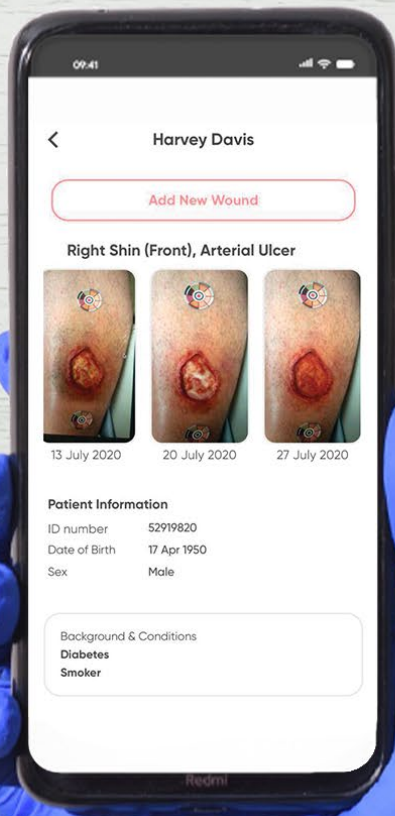 09:41
Harvey Davis
Add New Wound
Right Shin (Front), Arterial Ulcer
13 July 2020 20 July 2020 27 July 2020
Patient Information
ID number 52919820
Date of Birth 17 Apr 1950
Sex Male
Background & Conditions
Diabetes
Smoker
Redmi